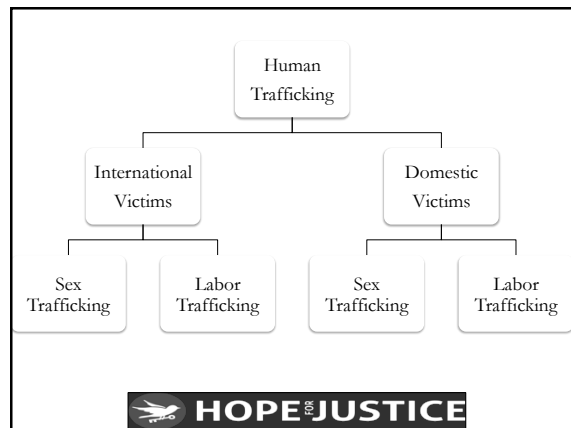 Human
Trafficking
International
Victims
Domestic
Victims
Sex
Trafficking
Labor
Trafficking
Sex
Trafficking
Labor
Trafficking
HOPE FOR JUSTICE